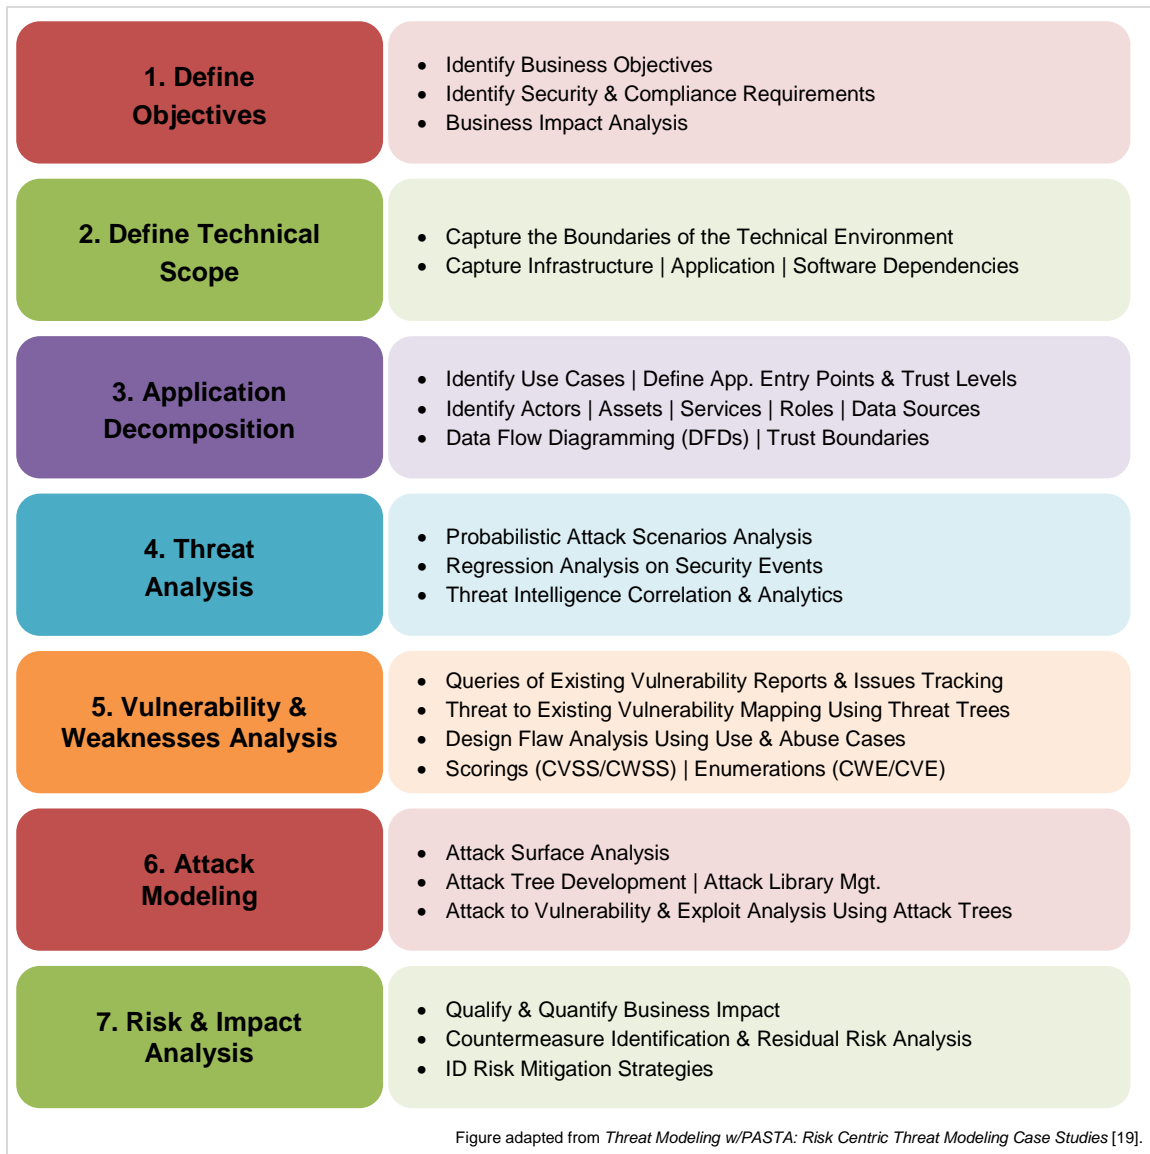 1. Define
Objectives
• Identify Business Objectives
• Identify Security & Compliance Requirements
• Business Impact Analysis
2. Define Technical
Scope
• Capture the Boundaries of the Technical Environment
• Capture Infrastructure | Application | Software Dependencies
3. Application
Decomposition
• Identify Use Cases | Define App. Entry Points & Trust Levels
• Identify Actors | Assets | Services | Roles | Data Sources
• Data Flow Diagramming (DFDs) | Trust Boundaries
4. Threat
Analysis
• Probabilistic Attack Scenarios Analysis
• Regression Analysis on Security Events
• Threat Intelligence Correlation & Analytics
5. Vulnerability &
Weaknesses Analysis
• Queries of Existing Vulnerability Reports & Issues Tracking
• Threat to Existing Vulnerability Mapping Using Threat Trees
• Design Flaw Analysis Using Use & Abuse Cases
• Scorings (CVSS/CWSS) | Enumerations (CWE/CVE)
6. Attack
Modeling
• Attack Surface Analysis
• Attack Tree Development | Attack Library Mgt.
• Attack to Vulnerability & Exploit Analysis Using Attack Trees
7. Risk & Impact
Analysis
• Qualify & Quantify Business Impact
• Countermeasure Identification & Residual Risk Analysis
• ID Risk Mitigation Strategies
Figure adapted from Threat Modeling w/PASTA: Risk Centric Threat Modeling Case Studies [19].